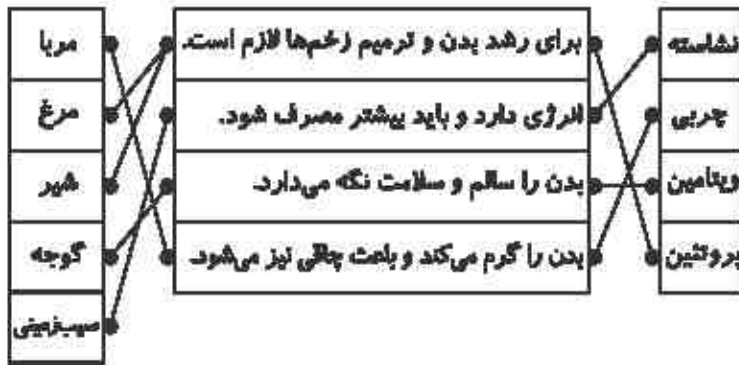 نشاسته
چربی
ویتامین
پروتئین
برای رشد بدن و ترمیم زخم‌ها لازم است.
انرژی دارد و باید بیشتر مصرف شود.
بدن را سالم و سلامت نگه می‌دارد.
بدن را گرم می‌کند و باعث چاقی نیز می‌شود.
مربا
مرغ
شیر
گوجه
سیب‌زمینی